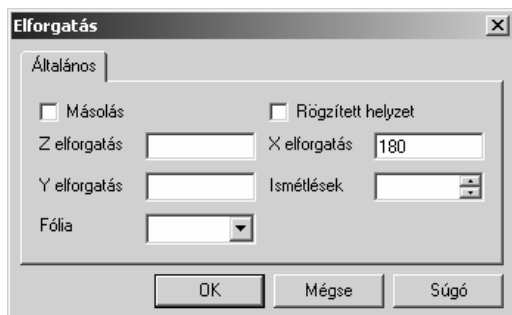 Elforgatás
Általános
Másolás Rögzített helyzet
Z elforgatás X elforgatás 180
Y elforgatás Ismétlések
Fólia
OK Mégse Súgó